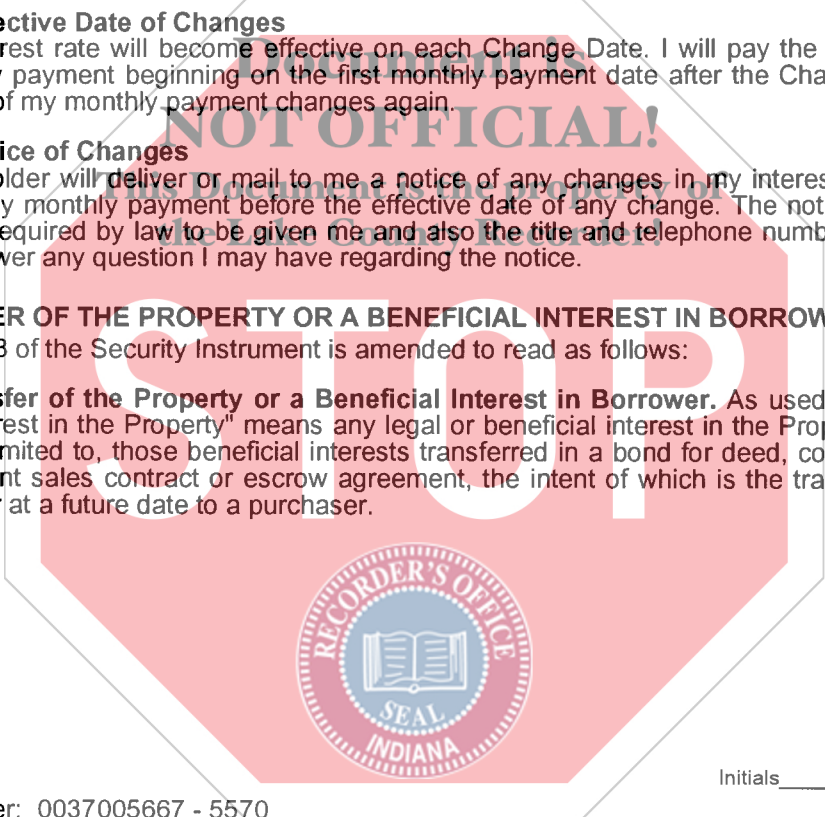 ective Date of Changes
rest rate will become effective on each Change Date. I will pay the
y payment beginning on the first monthly payment date after the Cha
of my monthly payment changes again.
Document is
NOT OFFICIAL!
This Document is the property of
the Lake County Recorder!
ice of Changes
older will deliver or mail to me a notice of any changes in my interes
y monthly payment before the effective date of any change. The not
equired by law to be given me and also the title and telephone numb
wer any question I may have regarding the notice.
ER OF THE PROPERTY OR A BENEFICIAL INTEREST IN BORROW
8 of the Security Instrument is amended to read as follows:
sfer of the Property or a Beneficial Interest in Borrower. As used
rest in the Property" means any legal or beneficial interest in the Prop
mited to, those beneficial interests transferred in a bond for deed, co
nt sales contract or escrow agreement, the intent of which is the tra
r at a future date to a purchaser.
STOP
RECORDER'S OFFICE
SEAL
INDIANA
Initials
er: 0037005667 - 5570